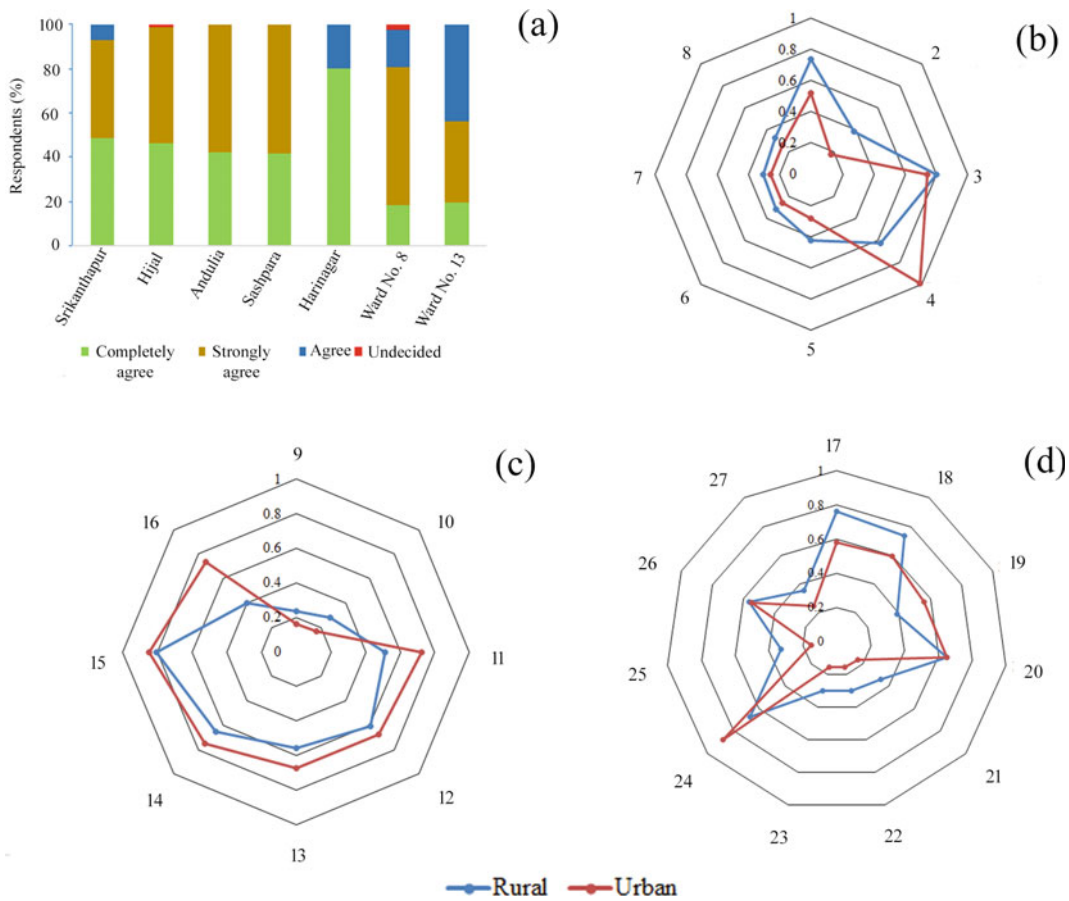 100
80
60
40
20
0
Respondents (%)
Srikanthapur
Hijal
Andulia
Sashpara
Harinagar
Ward No. 8
Ward No. 13
Completely agree
Strongly agree
Agree
Undecided
(a)
(b)
1
0.8
0.6
0.4
0.2
0
2
3
4
5
6
7
8
(c)
9
1
0.8
0.6
0.4
0.2
0
10
11
12
13
14
15
16
(d)
17
1
0.8
0.6
0.4
0.2
0
18
19
20
21
22
23
24
25
26
27
Rural
Urban